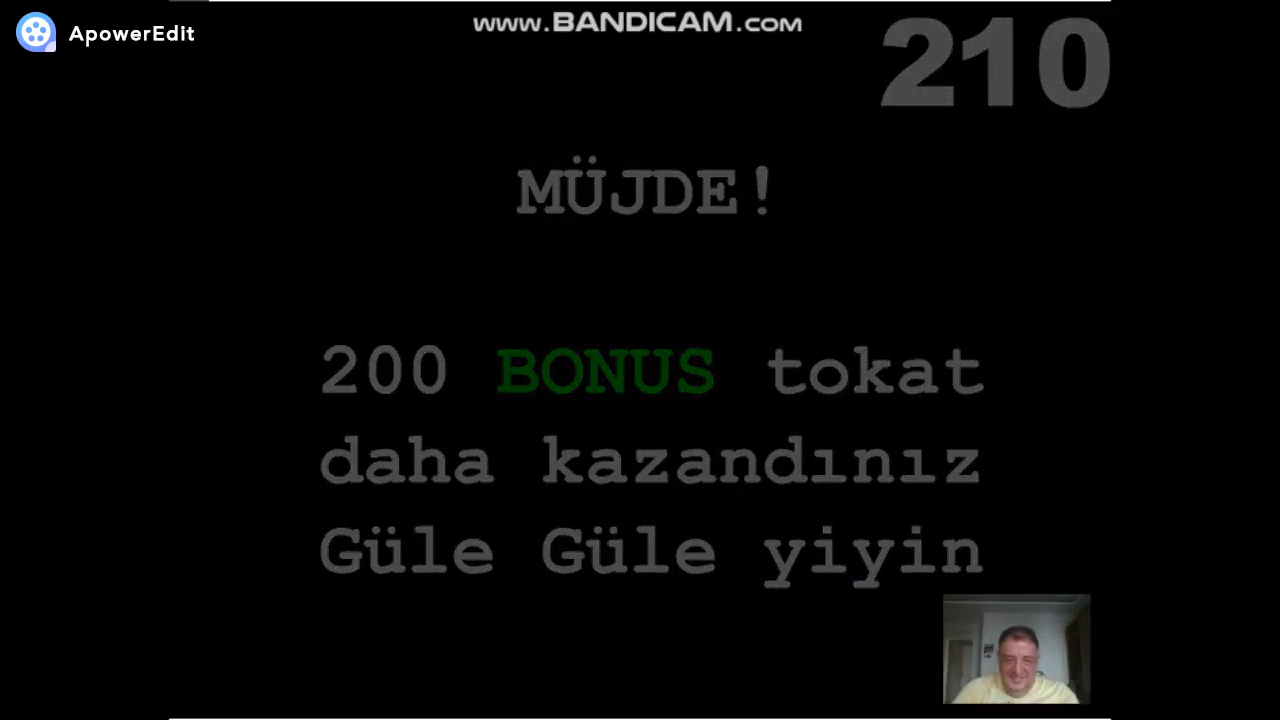 ApowerEdit
www.BANDICAM.com
210
MÜJDE!
200 BONUS tokat
daha kazandınız
Güle Güle yiyin